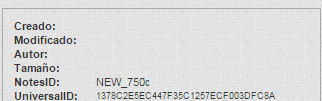 Creado:
Modificado:
Autor:
Tamaño:
NotesID: NEW_750c
UniversalID: 1378C2E5EC447F35C1257ECF003DFC8A